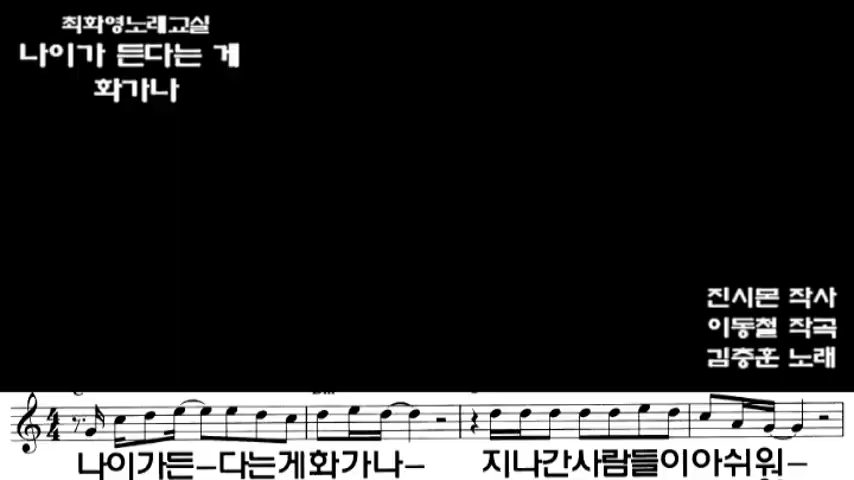 최화영노래교실
나이가 든다는 게
화가나
진시몬 작사
이동철 작곡
김충훈 노래
나이가든-다는게화가나- 지나간사람들이아쉬워-